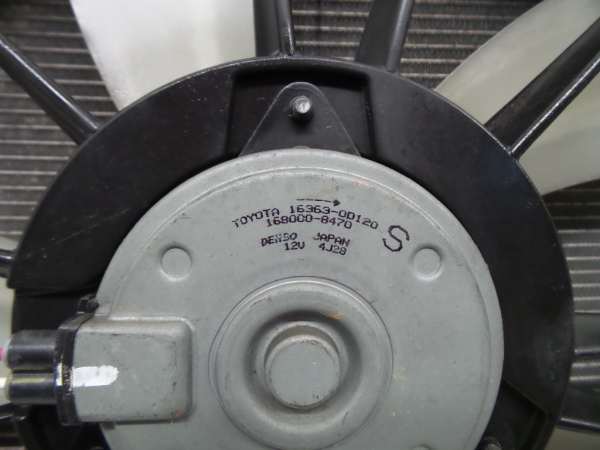 TOYOTA 16363-0D120
168000-8470
DENSO JAPAN
12V 4J28
S